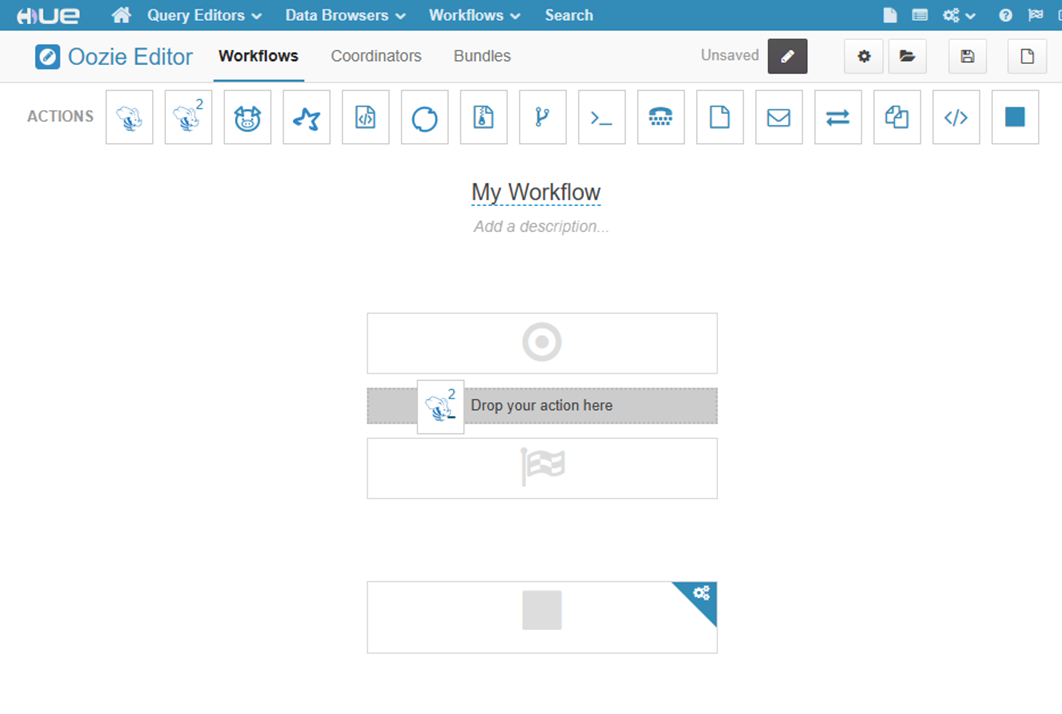 HUE Query Editors Data Browsers Workflows Search
Oozie Editor Workflows Coordinators Bundles Unsaved
ACTIONS 2 </> >_ </>
My Workflow
Add a description...
2 Drop your action here